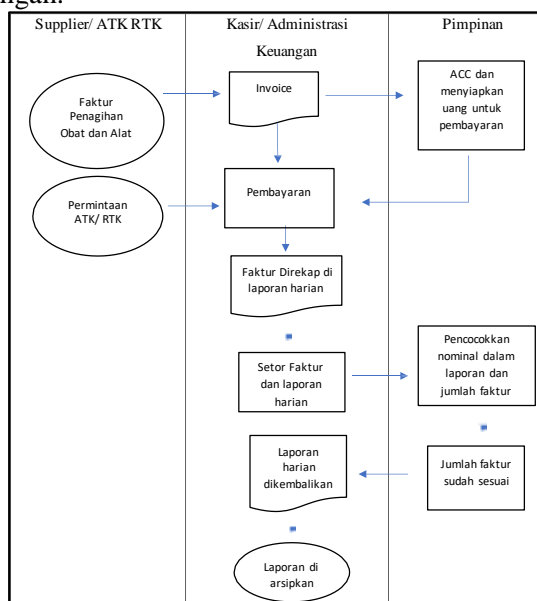 ngan.
Supplier/ ATK RTK
Kasir/ Administrasi
Keuangan
Pimpinan
Faktur
Penagihan
Obat dan Alat
Invoice
ACC dan
menyiapkan
uang untuk
pembayaran
Permintaan
ATK/ RTK
Pembayaran
Faktur Direkap di
laporan harian
Setor Faktur
dan laporan
harian
Pencocokkan
nominal dalam
laporan dan
jumlah faktur
Laporan
harian
dikembalikan
Jumlah faktur
sudah sesuai
Laporan di
arsipkan